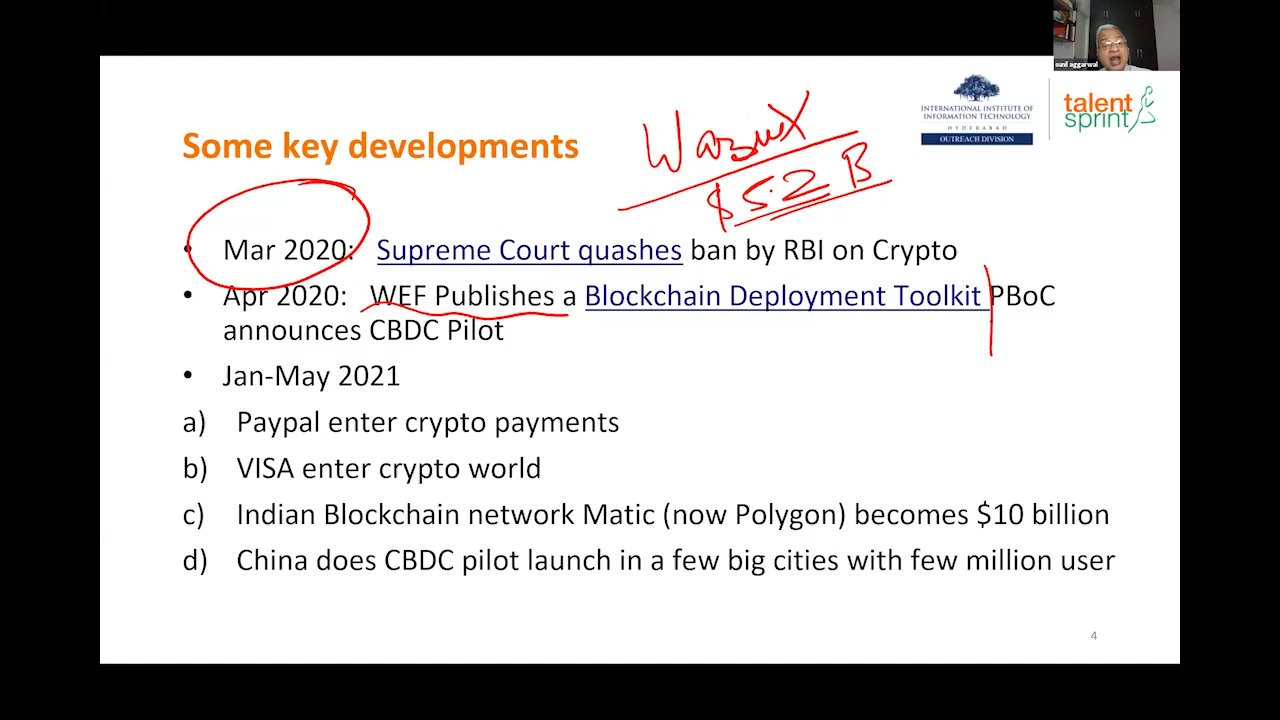 sunil aggarwal
INTERNATIONAL INSTITUTE OF
INFORMATION TECHNOLOGY
HYDERABAD
OUTREACH DIVISION
talent
sprint
Some key developments
WazirX
$5.2 B
• Mar 2020: Supreme Court quashes ban by RBI on Crypto
• Apr 2020: WEF Publishes a Blockchain Deployment Toolkit PBoC
announces CBDC Pilot
• Jan-May 2021
a) Paypal enter crypto payments
b) VISA enter crypto world
c) Indian Blockchain network Matic (now Polygon) becomes $10 billion
d) China does CBDC pilot launch in a few big cities with few million user
4